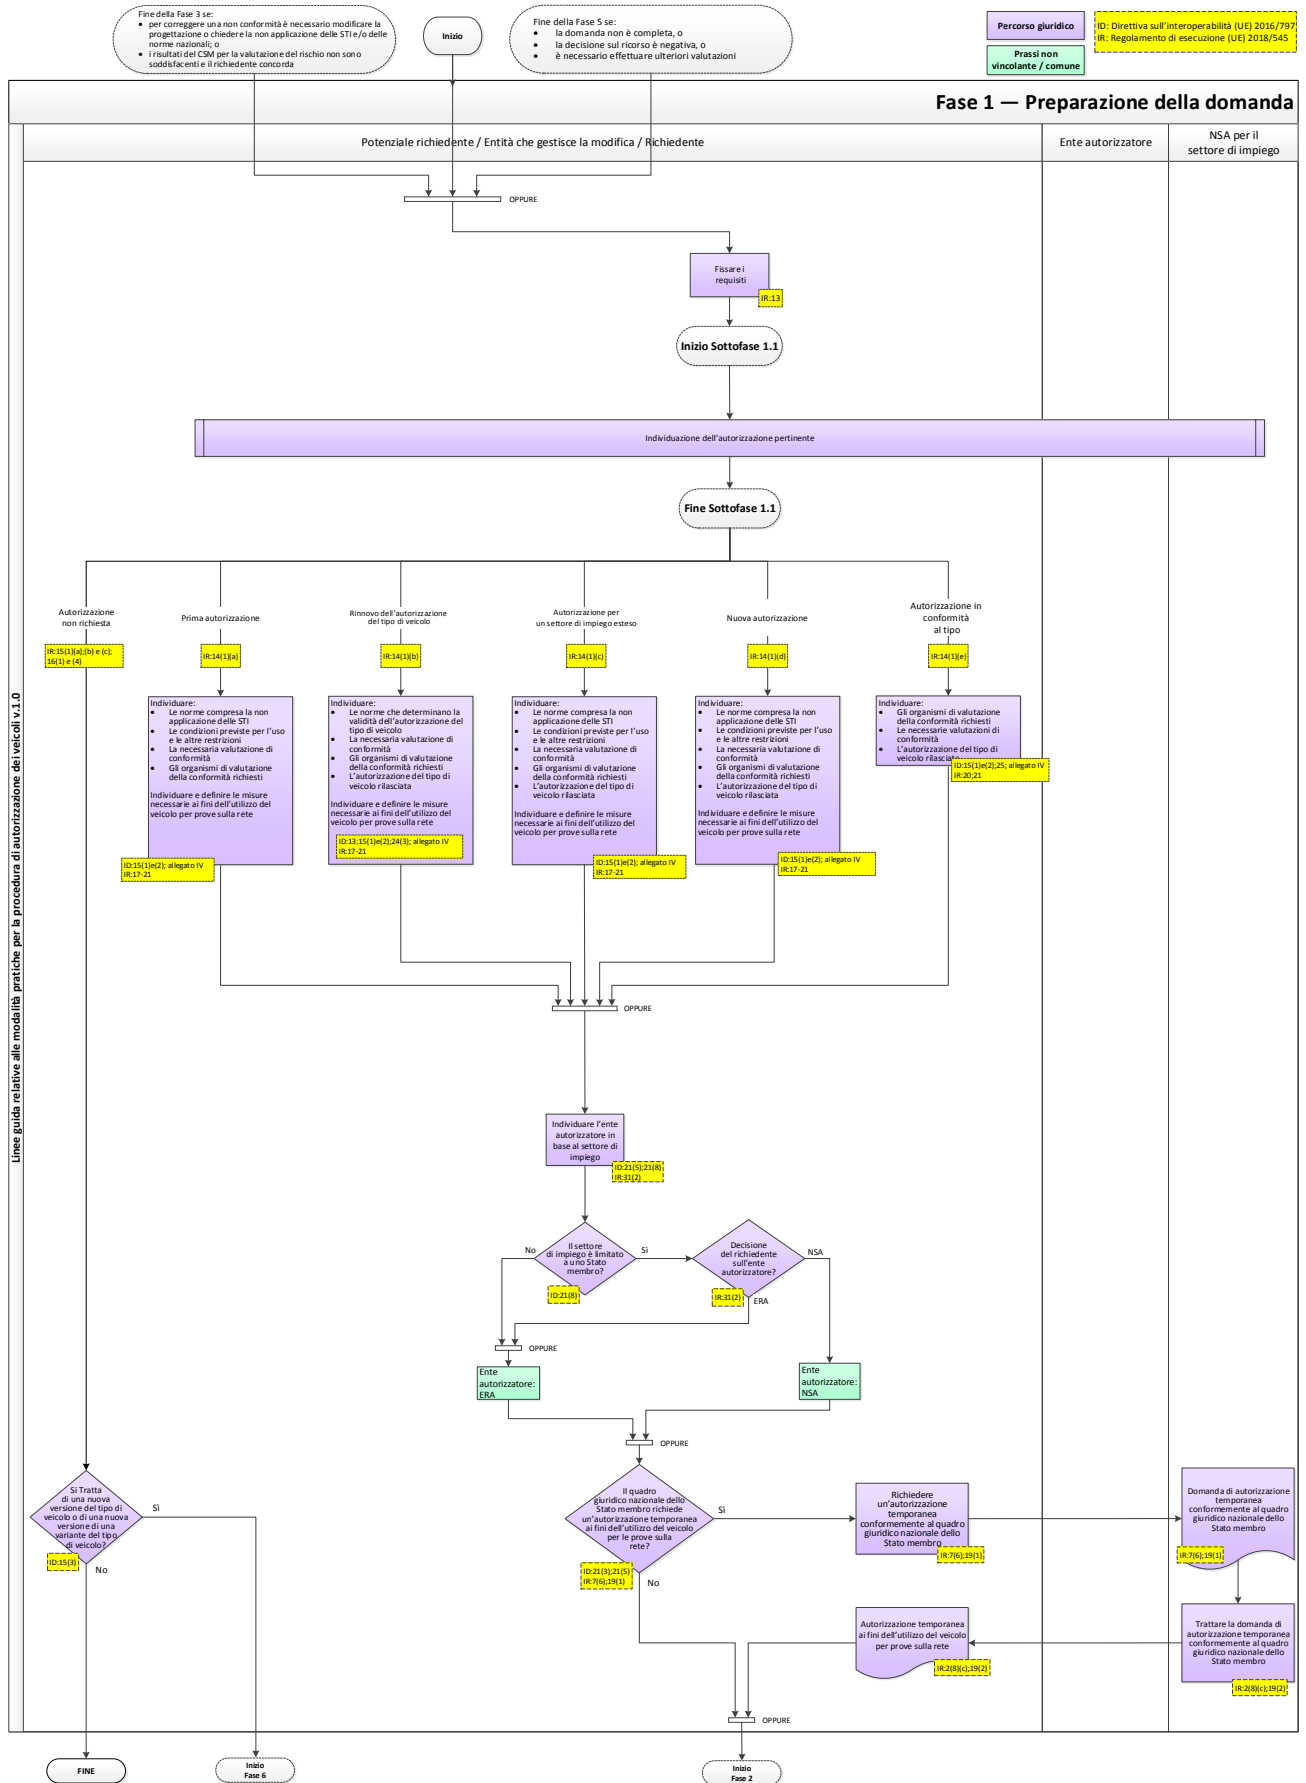 Fine della Fase 3 se:
• per correggere una non conformità è necessario modificare la
progettazione o chiedere la non applicazione delle STI e/o delle
norme nazionali; o
• i risultati del CSM per la valutazione del rischio non sono
soddisfacenti e il richiedente concorda
Inizio
Fine della Fase 5 se:
• la domanda non è completa, o
• la decisione sul ricorso è negativa, o
• è necessario effettuare ulteriori valutazioni
Percorso giuridico
Prassi non
vincolante / comune
ID: Direttiva sull'interoperabilità (UE) 2016/797
IR: Regolamento di esecuzione (UE) 2018/545
Fase 1 — Preparazione della domanda
Potenziale richiedente / Entità che gestisce la modifica / Richiedente
Ente autorizzatore
NSA per il
settore di impiego
Linee guida relative alle modalità pratiche per la procedura di autorizzazione dei veicoli v.1.0
OPPURE
Fissare i
requisiti
IR:13
Inizio Sottofase 1.1
Individuazione dell'autorizzazione pertinente
Fine Sottofase 1.1
Autorizzazione
non richiesta
IR:15(1)(a);(b) e (c);
16(1) e (4)
Prima autorizzazione
IR:14(1)(a)
Rinnovo dell'autorizzazione
del tipo di veicolo
IR:14(1)(b)
Autorizzazione per
un settore di impiego esteso
IR:14(1)(c)
Nuova autorizzazione
IR:14(1)(d)
Autorizzazione in
conformità
al tipo
IR:14(1)(e)
Individuare:
• Le norme compresa la non
applicazione delle STI
• Le condizioni previste per l'uso
e le altre restrizioni
• La necessaria valutazione di
conformità
• Gli organismi di valutazione
della conformità richiesti
Individuare e definire le misure
necessarie ai fini dell'utilizzo del
veicolo per prove sulla rete
ID:15(1)e(2); allegato IV
IR:17-21
Individuare:
• Le norme che determinano la
validità dell'autorizzazione del
tipo di veicolo
• La necessaria valutazione di
conformità
• Gli organismi di valutazione
della conformità richiesti
• L'autorizzazione del tipo di
veicolo rilasciata
Individuare e definire le misure
necessarie ai fini dell'utilizzo del
veicolo per prove sulla rete
ID:13;15(1)e(2);24(3); allegato IV
IR:17-21
Individuare:
• Le norme compresa la non
applicazione delle STI
• Le condizioni previste per l'uso
e le altre restrizioni
• La necessaria valutazione di
conformità
• Gli organismi di valutazione
della conformità richiesti
• L'autorizzazione del tipo di
veicolo rilasciata
Individuare e definire le misure
necessarie ai fini dell'utilizzo del
veicolo per prove sulla rete
ID:15(1)e(2); allegato IV
IR:17-21
Individuare:
• Le norme compresa la non
applicazione delle STI
• Le condizioni previste per l'uso
e le altre restrizioni
• La necessaria valutazione di
conformità
• Gli organismi di valutazione
della conformità richiesti
• L'autorizzazione del tipo di
veicolo rilasciata
Individuare e definire le misure
necessarie ai fini dell'utilizzo del
veicolo per prove sulla rete
ID:15(1)e(2); allegato IV
IR:17-21
Individuare:
• Gli organismi di valutazione
della conformità richiesti
• Le necessarie valutazioni di
conformità
• L'autorizzazione del tipo di
veicolo rilasciata
ID:15(1)e(2);25; allegato IV
IR:20;21
OPPURE
Individuare l'ente
autorizzatore in
base al settore di
impiego
ID:21(5);21(8)
IR:31(2)
Il settore
di impiego è limitato
a uno Stato
membro?
No
Sì
ID:21(8)
Decisione
del richiedente
sull'ente
autorizzatore?
NSA
IR:31(2)
ERA
OPPURE
Ente
autorizzatore:
ERA
Ente
autorizzatore:
NSA
OPPURE
Si Tratta
di una nuova
versione del tipo di
veicolo o di una nuova
versione di una
variante del tipo
di veicolo?
Sì
ID:15(3)
No
Il quadro
giuridico nazionale dello
Stato membro richiede
un'autorizzazione temporanea
ai fini dell'utilizzo del veicolo
per le prove sulla
rete?
Sì
ID:21(3);21(5)
IR:7(6);19(1)
No
Richiedere
un'autorizzazione
temporanea
conformemente al quadro
giuridico nazionale dello
Stato membro
IR:7(6);19(1)
Domanda di autorizzazione
temporanea
conformemente al quadro
giuridico nazionale dello
Stato membro
IR:7(6);19(1)
Autorizzazione temporanea
ai fini dell'utilizzo del veicolo
per prove sulla rete
IR:2(8)(c);19(2)
Trattare la domanda di
autorizzazione temporanea
conformemente al quadro
giuridico nazionale dello
Stato membro
IR:2(8)(c);19(2)
OPPURE
FINE
Inizio
Fase 6
Inizio
Fase 2